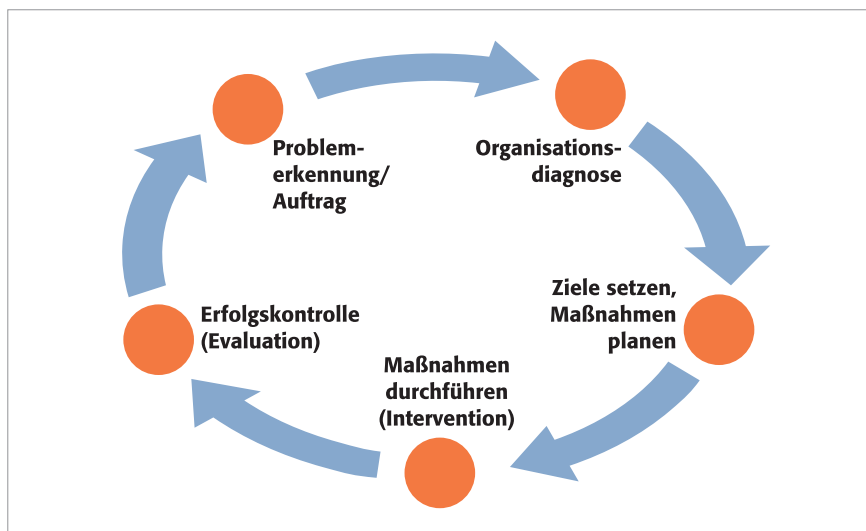 Problem-
erkennung/
Auftrag
Organisations-
diagnose
Ziele setzen,
Maßnahmen
planen
Maßnahmen
durchführen
(Intervention)
Erfolgskontrolle
(Evaluation)